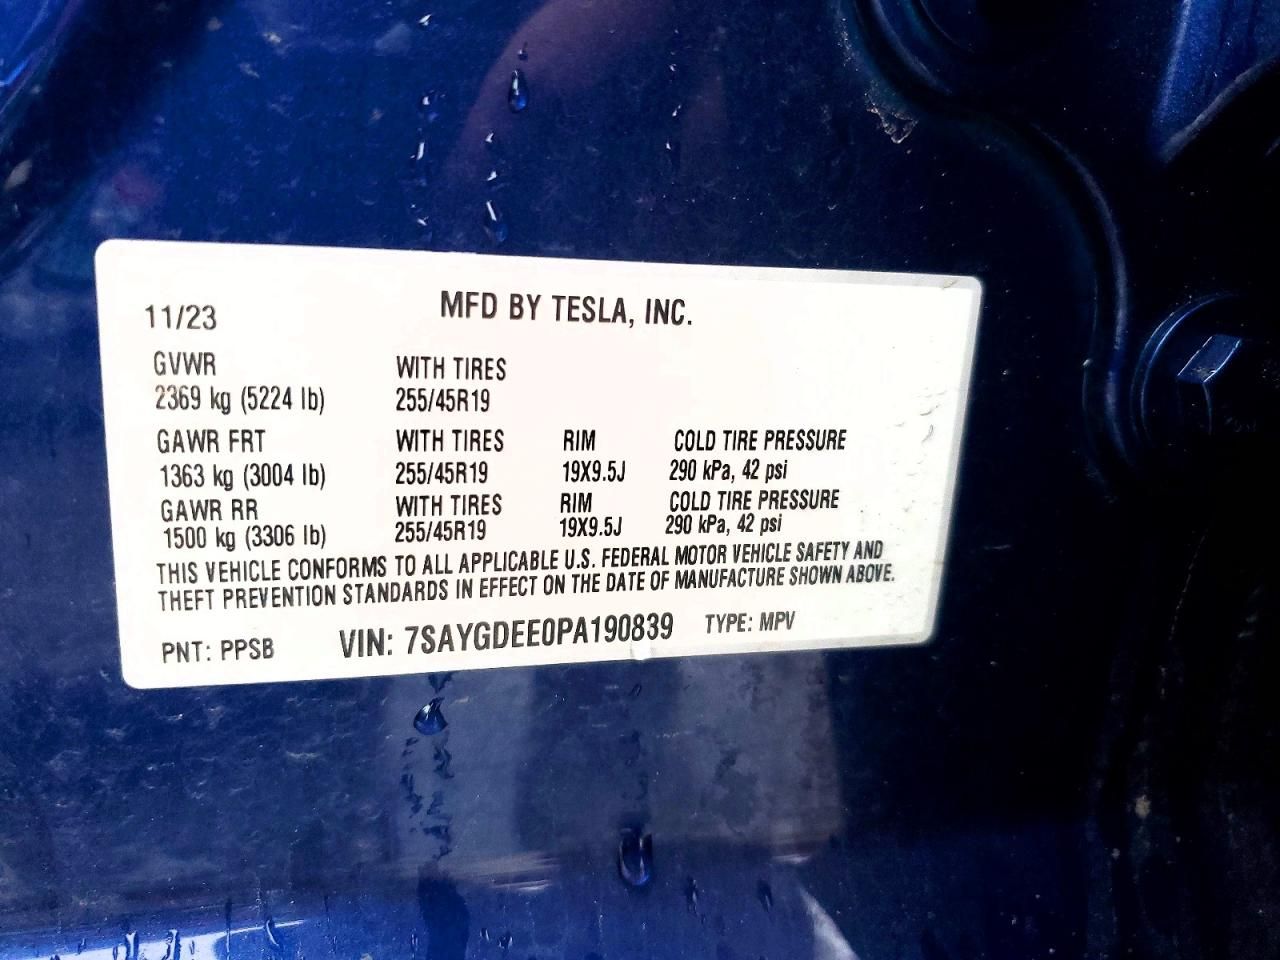 MFD BY TESLA, INC.
11/23
GVWR WITH TIRES
2369 kg (5224 lb) 255/45R19
GAWR FRT WITH TIRES RIM COLD TIRE PRESSURE
1363 kg (3004 lb) 255/45R19 19X9.5J 290 kPa, 42 psi
GAWR RR WITH TIRES RIM COLD TIRE PRESSURE
1500 kg (3306 lb) 255/45R19 19X9.5J 290 kPa, 42 psi
THIS VEHICLE CONFORMS TO ALL APPLICABLE U.S. FEDERAL MOTOR VEHICLE SAFETY AND
THEFT PREVENTION STANDARDS IN EFFECT ON THE DATE OF MANUFACTURE SHOWN ABOVE.
PNT: PPSB VIN: 7SAYGDEE0PA190839 TYPE: MPV